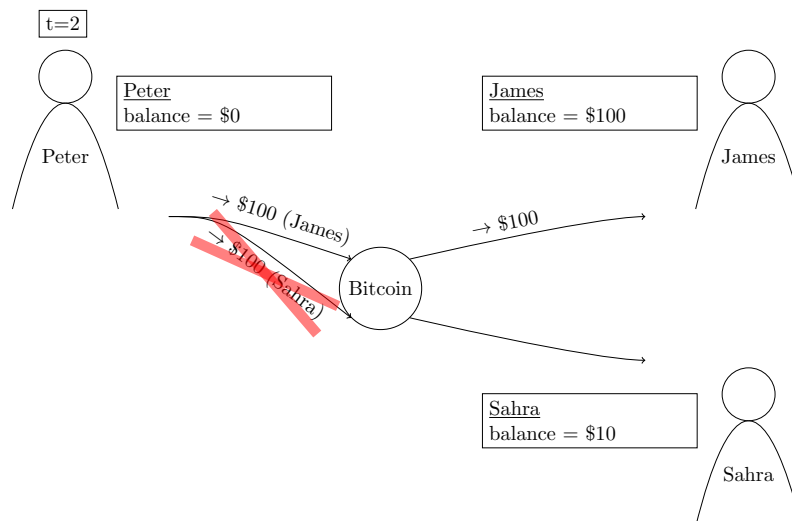 t=2
Peter
balance = $0
James
balance = $100
Peter
James
→ $100 (James)
→ $100
→ $100 (Sahra)
Bitcoin
Sahra
balance = $10
Sahra